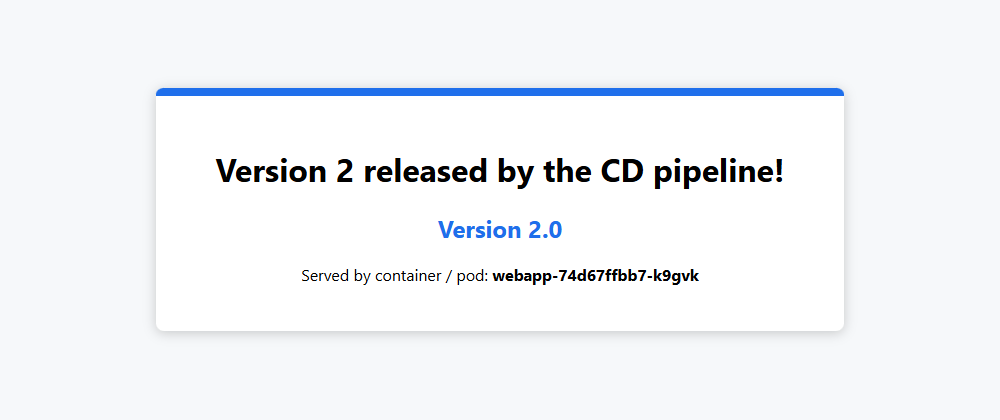 Version 2 released by the CD pipeline!
Version 2.0
Served by container / pod: webapp-74d67ffbb7-k9gvk